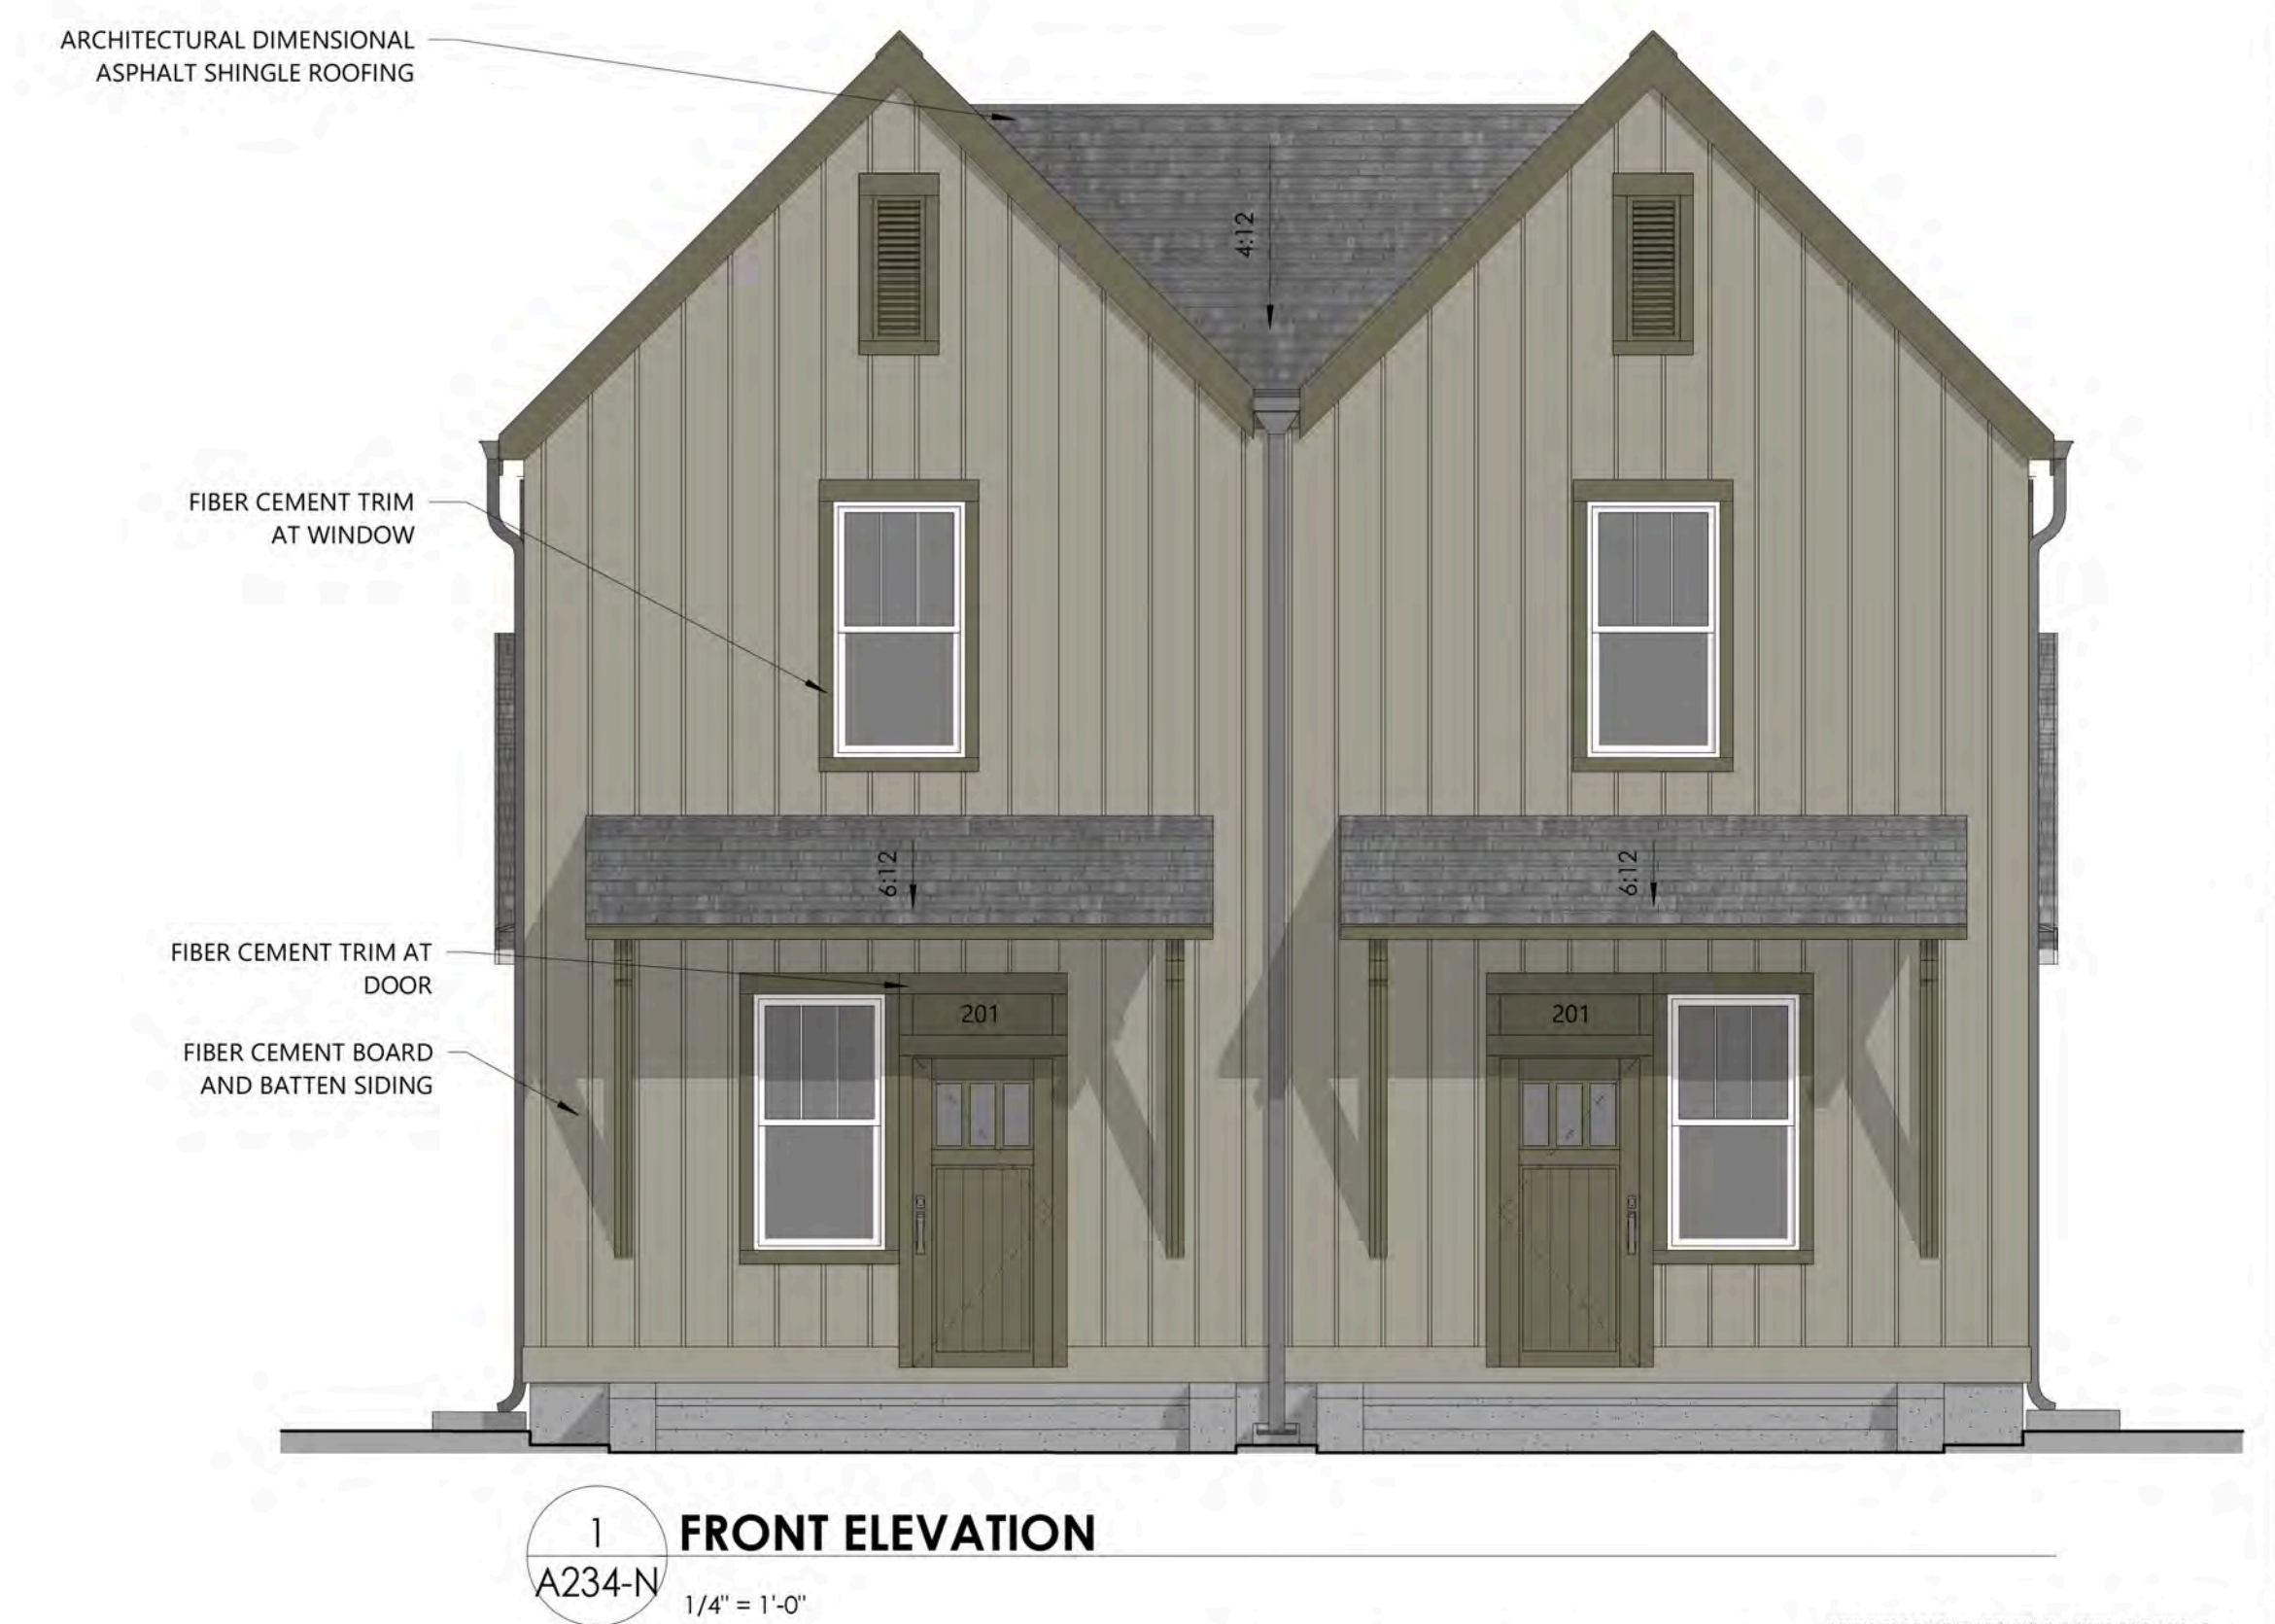 ARCHITECTURAL DIMENSIONAL
ASPHALT SHINGLE ROOFING
4:12
FIBER CEMENT TRIM
AT WINDOW
6:12
6:12
FIBER CEMENT TRIM AT
DOOR
201
201
FIBER CEMENT BOARD
AND BATTEN SIDING
1
A234-N
FRONT ELEVATION
1/4" = 1'-0"